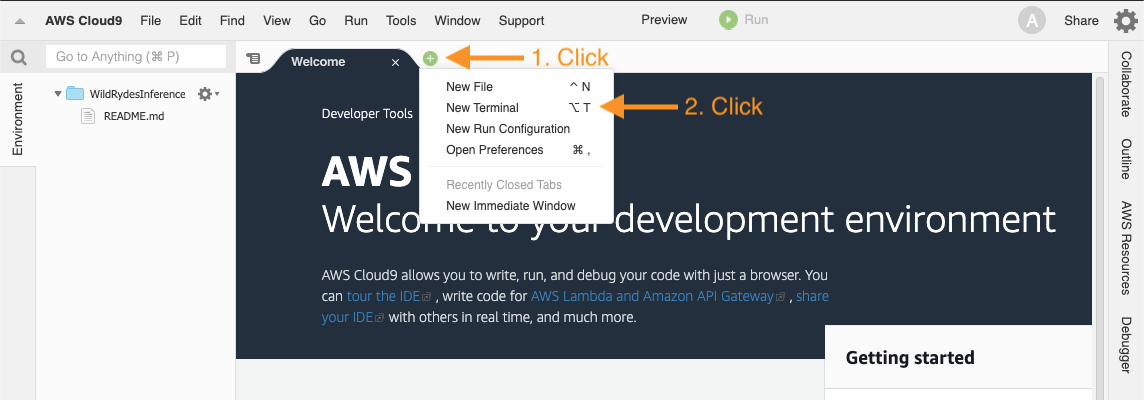 AWS Cloud9 File Edit Find View Go Run Tools Window Support Preview Run A Share
Go to Anything (⌘ P)
Welcome
1. Click
Environment
WildRydesInference
README.md
New File ^ N
New Terminal ⌥ T
2. Click
New Run Configuration
Open Preferences ⌘ ,
Recently Closed Tabs
New Immediate Window
Developer Tools
AWS
Welcome to your development environment
AWS Cloud9 allows you to write, run, and debug your code with just a browser. You
can tour the IDE , write code for AWS Lambda and Amazon API Gateway , share
your IDE with others in real time, and much more.
Getting started
Collaborate
Outline
AWS Resources
Debugger